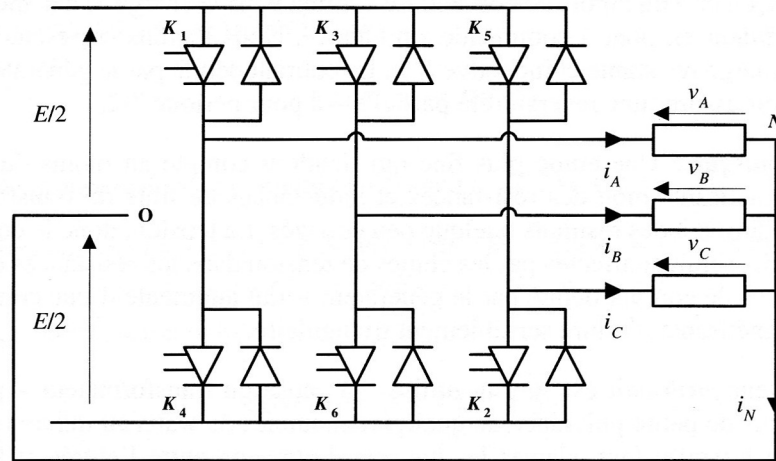 K1 K3 K5
E/2
vA N
iA
vB
O
iB
vC
E/2
iC
K4 K6 K2
iN